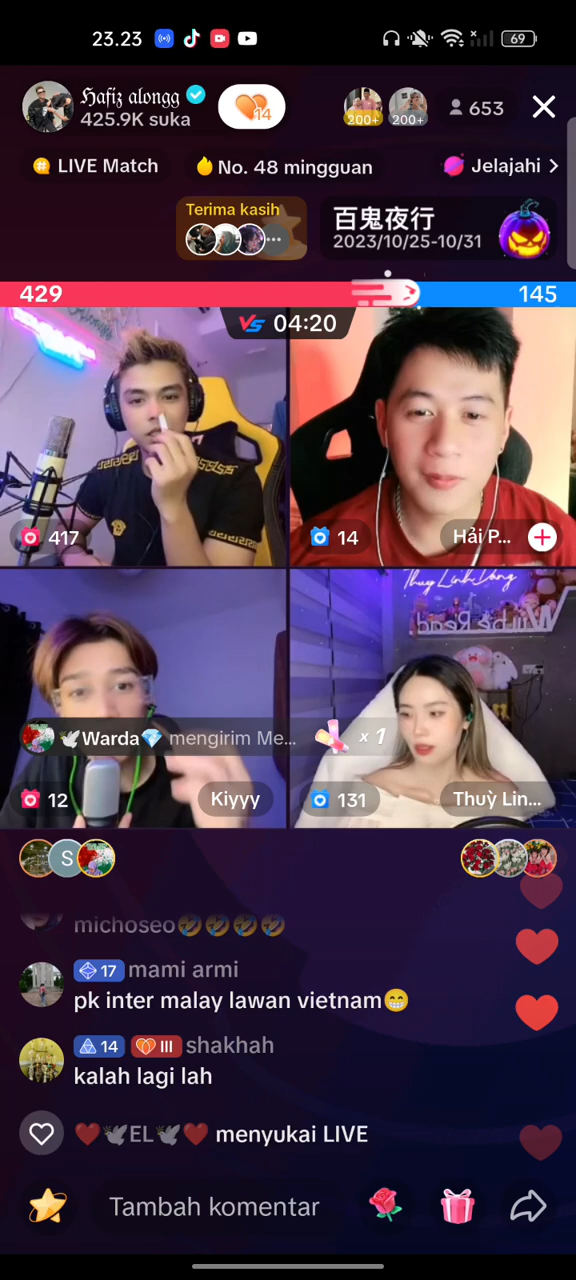 23.23
69
Hafiz alongg
425.9K suka
14
200+
200+
653
LIVE Match
No. 48 mingguan
Jelajahi
Terima kasih
百鬼夜行
2023/10/25-10/31
429
145
VS 04:20
417
14
Hải P...
Thuy Linh
Warda💎 mengirim Me...
x 1
12
Kiyyy
131
Thuỳ Lin...
S
michoseo🤣🤣🤣🤣
17 mami armi
pk inter malay lawan vietnam😁
14 III shakhah
kalah lagi lah
❤️🕊️EL🕊️❤️ menyukai LIVE
Tambah komentar